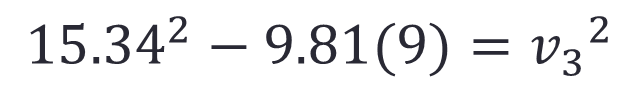 15.34² − 9.81(9) = v₃²